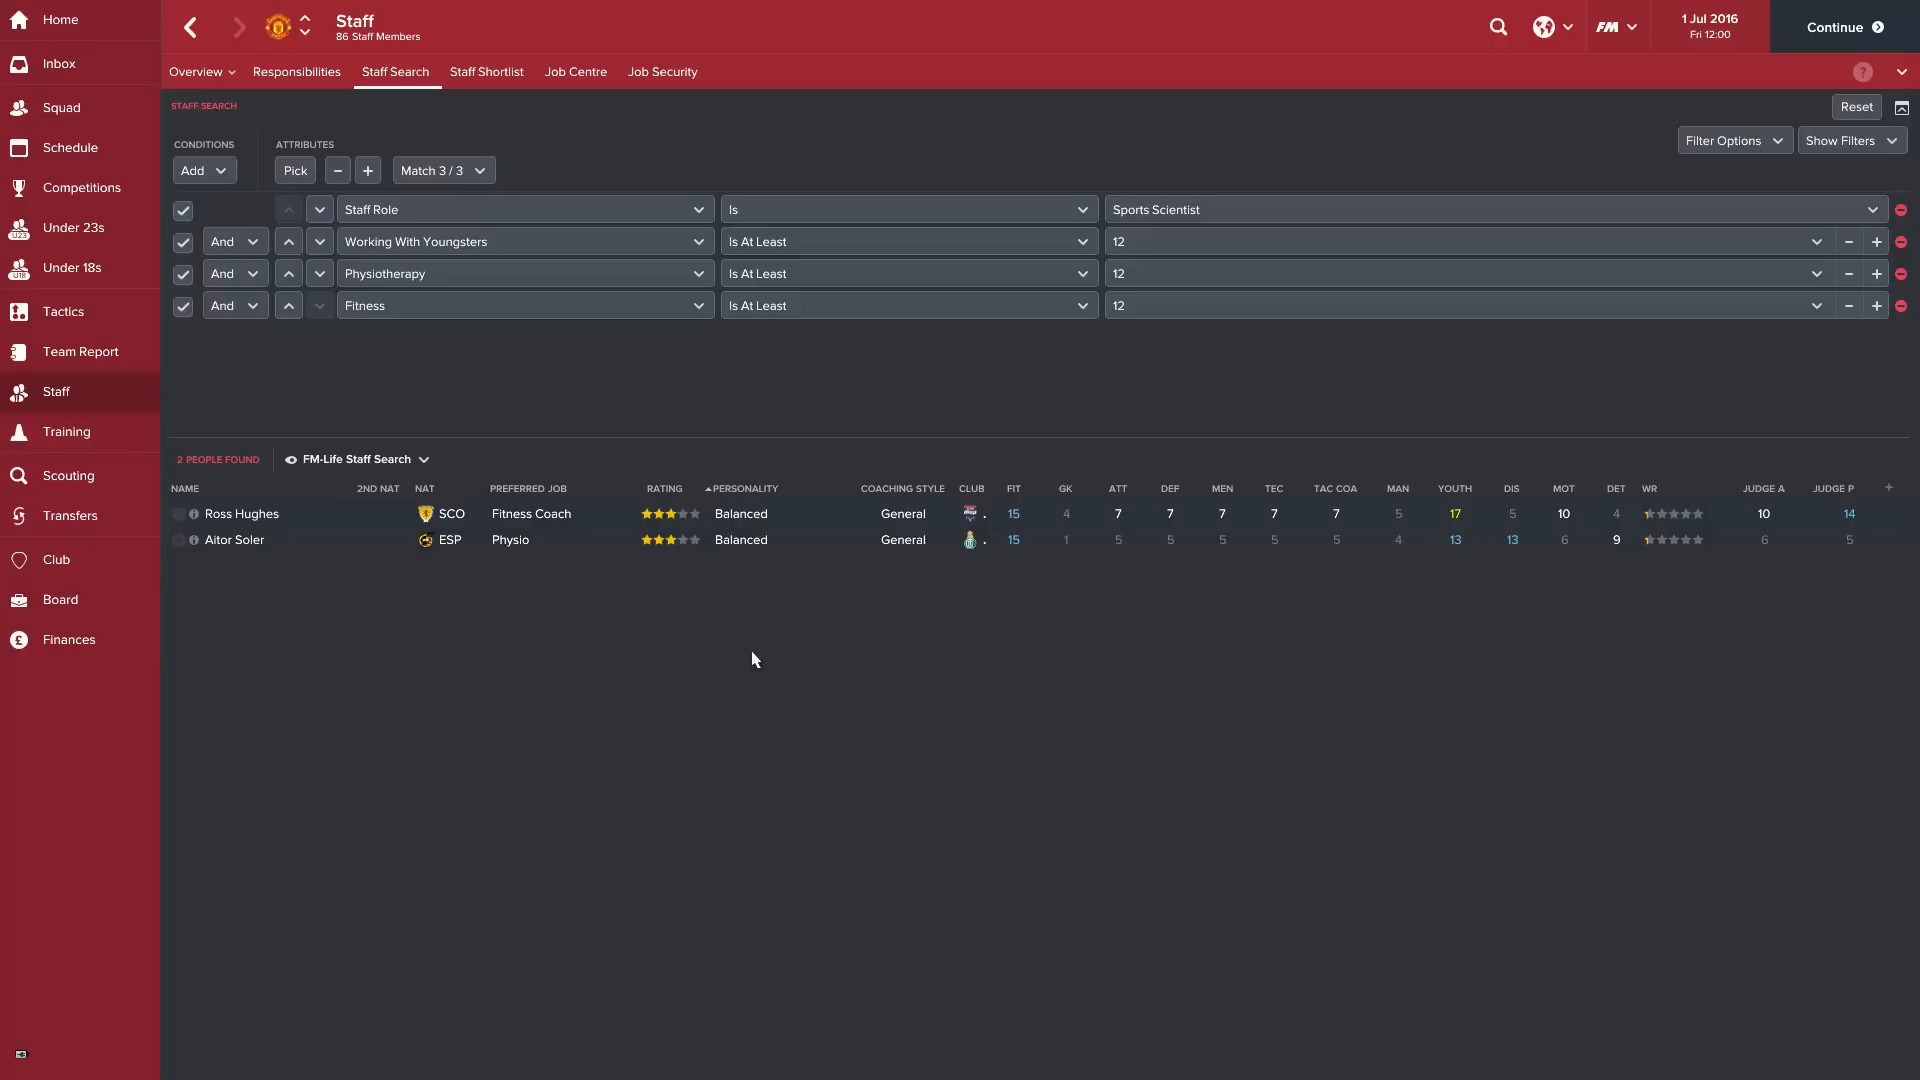 Home
Inbox
Squad
Schedule
Competitions
Under 23s
Under 18s
Tactics
Team Report
Staff
Training
Scouting
Transfers
Club
Board
Finances
Staff
86 Staff Members
FM
1 Jul 2016
Fri 12:00
Continue
Overview Responsibilities Staff Search Staff Shortlist Job Centre Job Security ?
STAFF SEARCH Reset
CONDITIONS ATTRIBUTES Filter Options Show Filters
Add Pick - + Match 3 / 3
Staff Role Is Sports Scientist
And Working With Youngsters Is At Least 12 - +
And Physiotherapy Is At Least 12 - +
And Fitness Is At Least 12 - +
2 PEOPLE FOUND FM-Life Staff Search
NAME 2ND NAT NAT PREFERRED JOB RATING PERSONALITY COACHING STYLE CLUB FIT GK ATT DEF MEN TEC TAC COA MAN YOUTH DIS MOT DET WR JUDGE A JUDGE P +
Ross Hughes SCO Fitness Coach Balanced General . 15 4 7 7 7 7 7 5 17 5 10 4 10 14
Aitor Soler ESP Physio Balanced General . 15 1 5 5 5 5 5 4 13 13 6 9 6 5